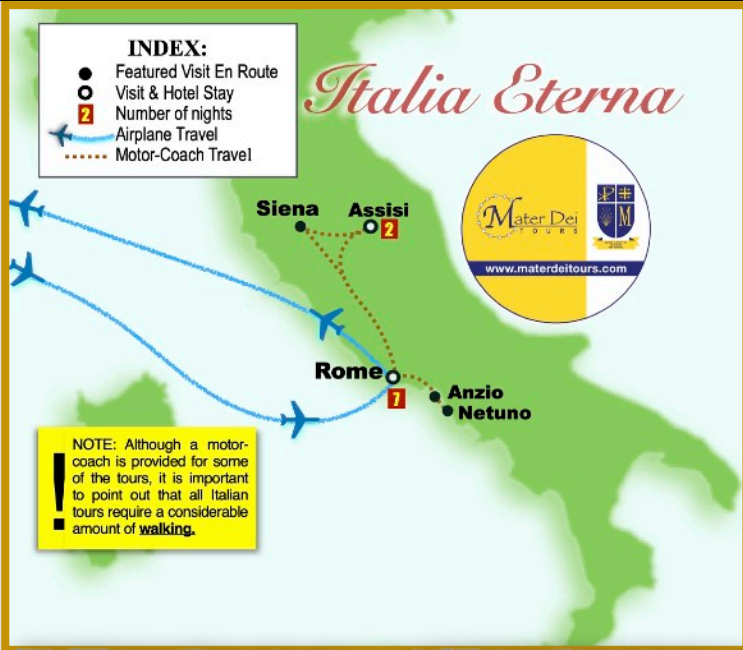 INDEX:
Featured Visit En Route
Visit & Hotel Stay
2 Number of nights
Airplane Travel
Motor-Coach Travel
Italia Eterna
Mater Dei
TOURS
M
www.materdeitours.com
Siena
Assisi
2
Rome
7
Anzio
Netuno
! NOTE: Although a motor-
coach is provided for some
of the tours, it is important
to point out that all Italian
tours require a considerable
amount of walking.